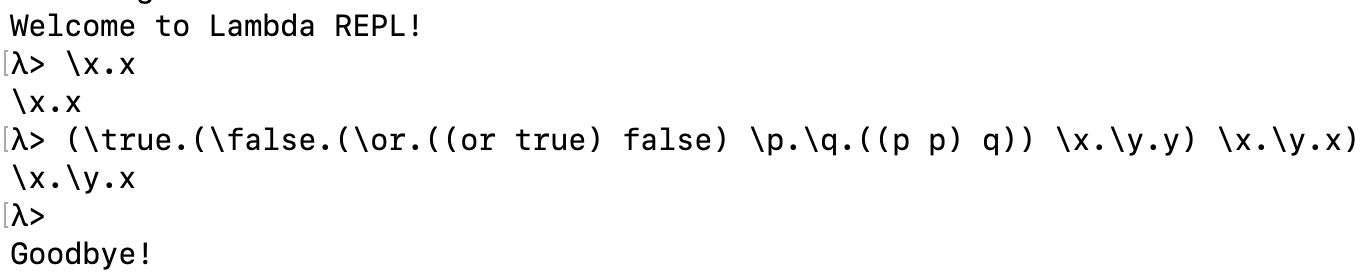 Welcome to Lambda REPL!
[λ> \x.x
\x.x
[λ> (\true.(\false.(\or.((or true) false) \p.\q.((p p) q)) \x.\y.y) \x.\y.x)
\x.\y.x
[λ>
Goodbye!